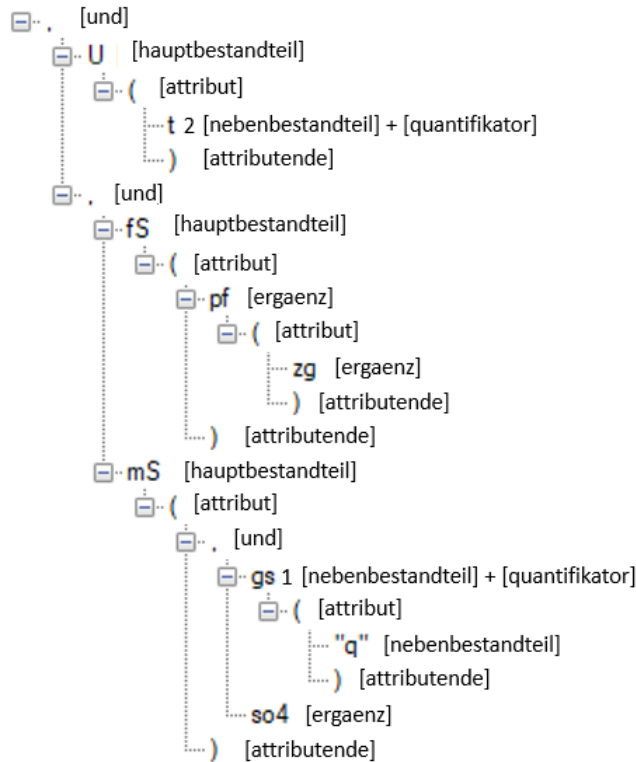 , [und]
U [hauptbestandteil]
( [attribut]
t 2 [nebenbestandteil] + [quantifikator]
) [attributende]
, [und]
fS [hauptbestandteil]
( [attribut]
pf [ergaenz]
( [attribut]
zg [ergaenz]
) [attributende]
) [attributende]
mS [hauptbestandteil]
( [attribut]
, [und]
gs 1 [nebenbestandteil] + [quantifikator]
( [attribut]
"q" [nebenbestandteil]
) [attributende]
so4 [ergaenz]
) [attributende]